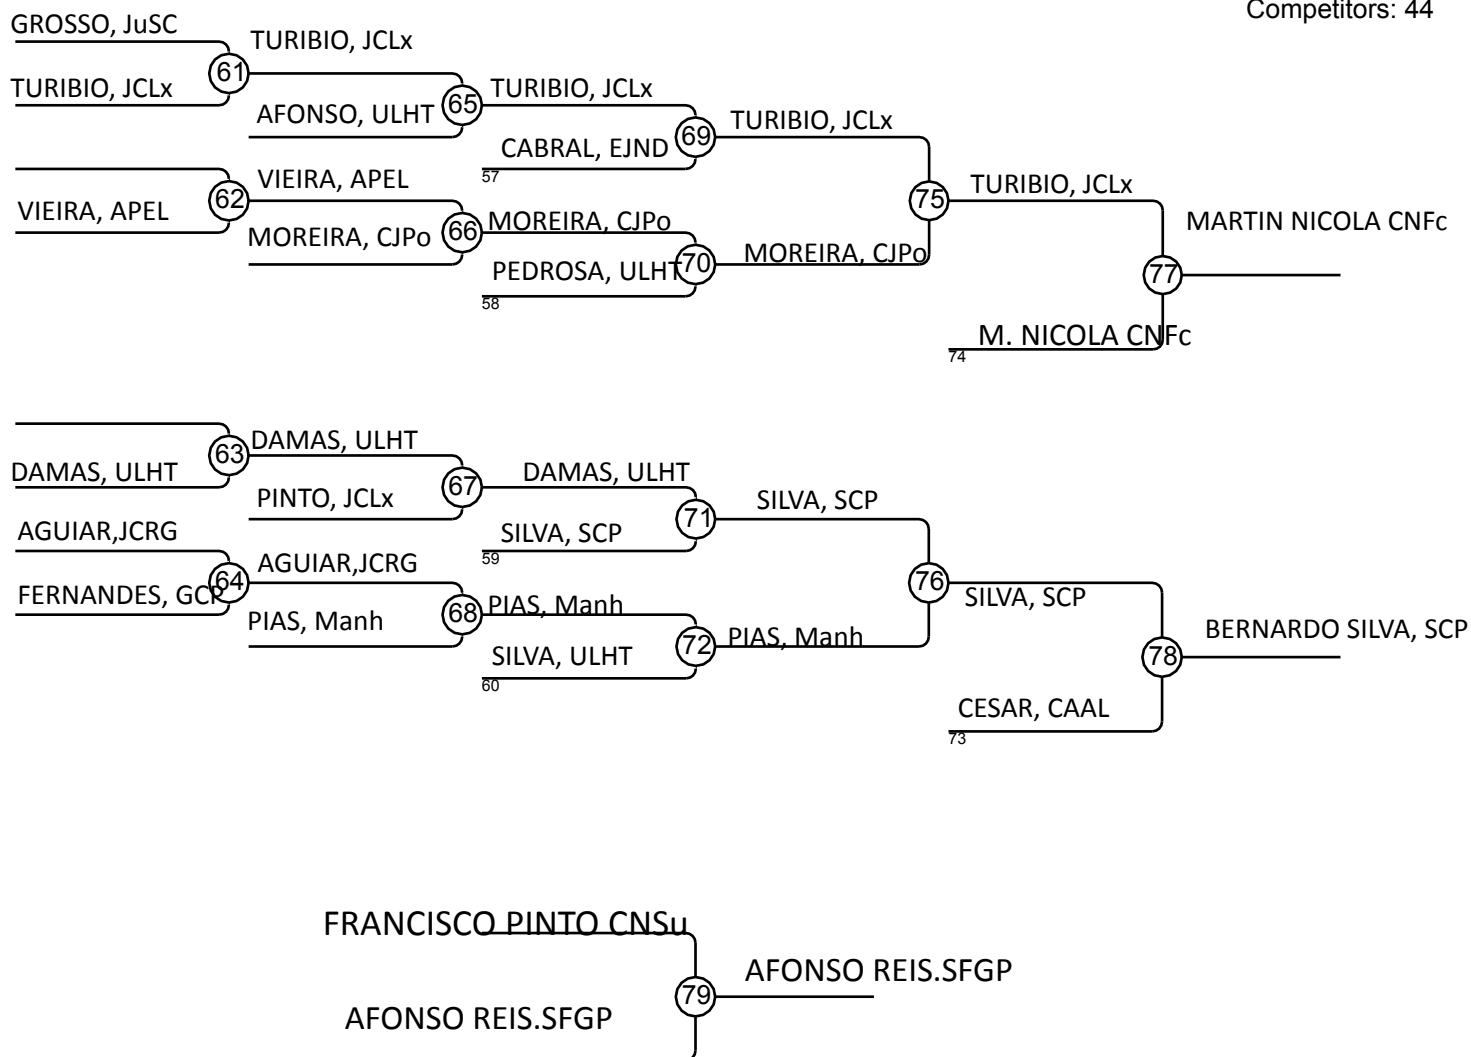 Competitors: 44
GROSSO, JuSC
TURIBIO, JCLx
61
TURIBIO, JCLx
AFONSO, ULHT
65
TURIBIO, JCLx
CABRAL, EJND
57
69
TURIBIO, JCLx
VIEIRA, APEL
62
VIEIRA, APEL
MOREIRA, CJPo
66
MOREIRA, CJPo
PEDROSA, ULHT
58
70
MOREIRA, CJPo
75
TURIBIO, JCLx
M. NICOLA CNFc
74
77
MARTIN NICOLA CNFc
DAMAS, ULHT
63
DAMAS, ULHT
PINTO, JCLx
67
DAMAS, ULHT
SILVA, SCP
59
71
SILVA, SCP
AGUIAR,JCRG
FERNANDES, GCP
64
AGUIAR,JCRG
PIAS, Manh
68
PIAS, Manh
SILVA, ULHT
60
72
PIAS, Manh
76
SILVA, SCP
CESAR, CAAL
73
78
BERNARDO SILVA, SCP
FRANCISCO PINTO CNSu
AFONSO REIS.SFGP
79
AFONSO REIS.SFGP